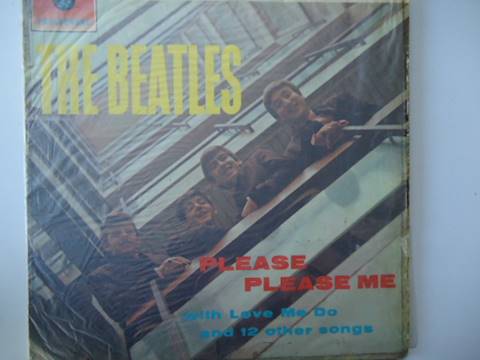 THE BEATLES
PLEASE
PLEASE ME
with Love Me Do
and 12 other songs